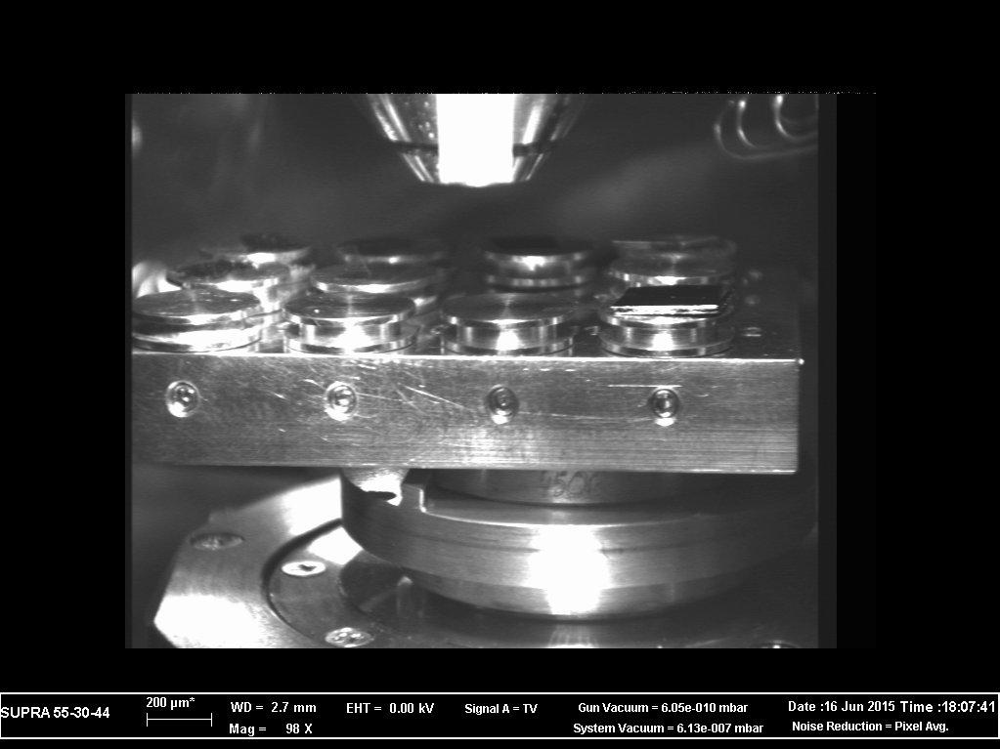 450
200 µm*
WD = 2.7 mm
EHT = 0.00 kV
Signal A = TV
Gun Vacuum = 6.05e-010 mbar
Date :16 Jun 2015 Time :18:07:41
SUPRA 55-30-44
Mag = 98 X
System Vacuum = 6.13e-007 mbar
Noise Reduction = Pixel Avg.